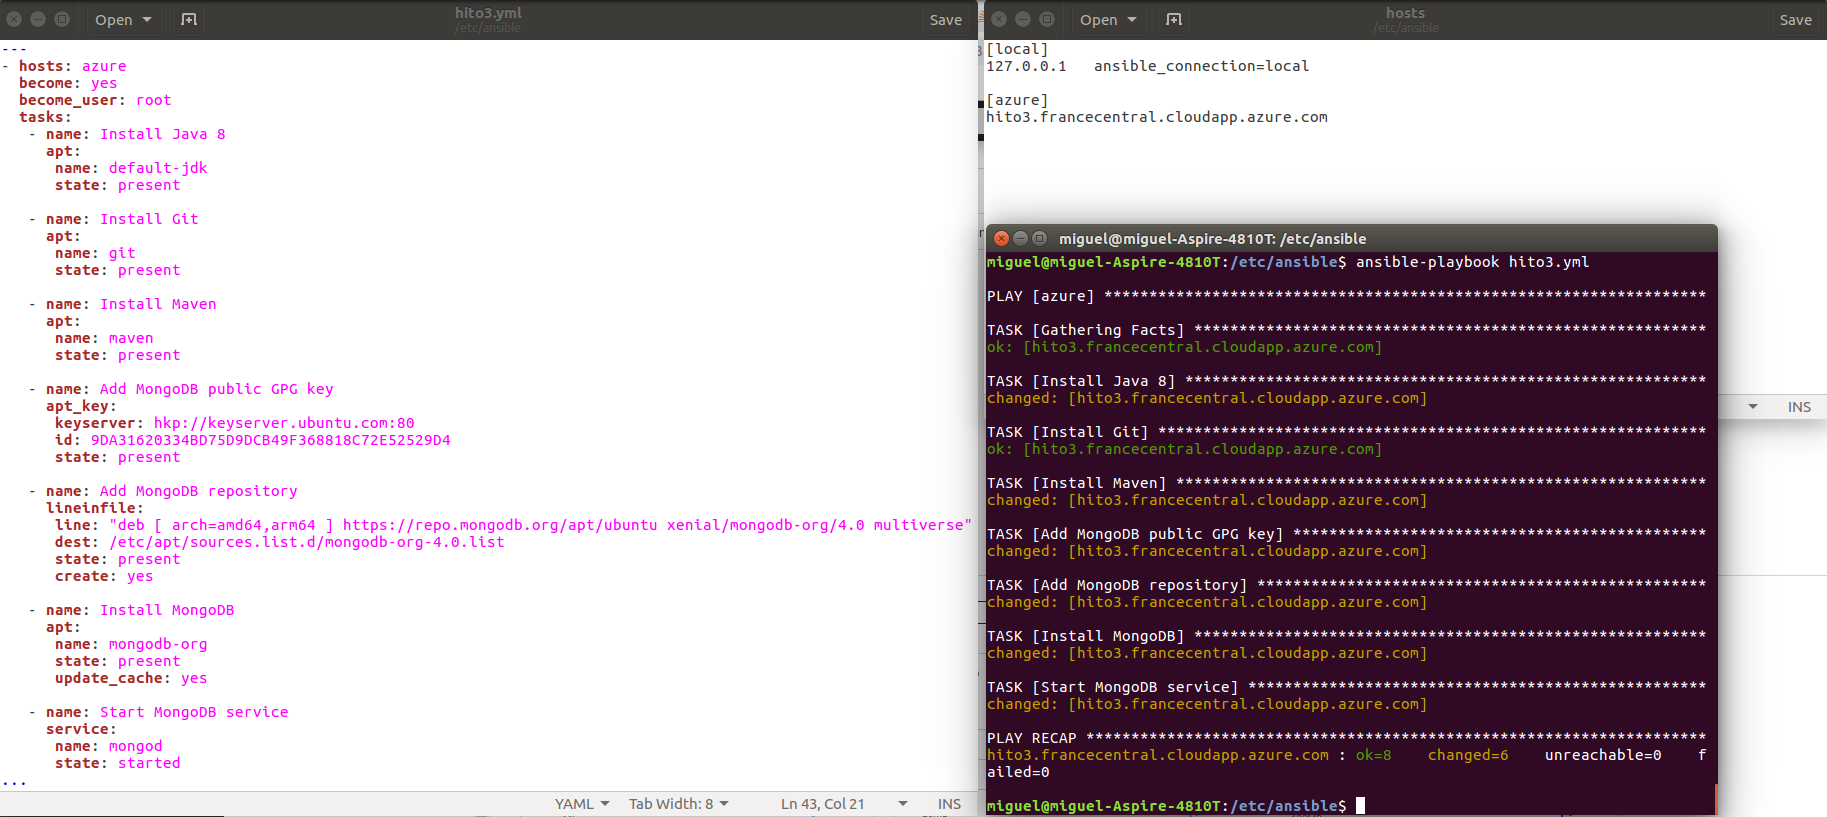 Open
hito3.yml
/etc/ansible
Save
---
- hosts: azure
  become: yes
  become_user: root
  tasks:
   - name: Install Java 8
     apt:
      name: default-jdk
      state: present

   - name: Install Git
     apt:
      name: git
      state: present

   - name: Install Maven
     apt:
      name: maven
      state: present

   - name: Add MongoDB public GPG key
     apt_key:
      keyserver: hkp://keyserver.ubuntu.com:80
      id: 9DA31620334BD75D9DCB49F368818C72E52529D4
      state: present

   - name: Add MongoDB repository
     lineinfile:
      line: "deb [ arch=amd64,arm64 ] https://repo.mongodb.org/apt/ubuntu xenial/mongodb-org/4.0 multiverse"
      dest: /etc/apt/sources.list.d/mongodb-org-4.0.list
      state: present
      create: yes

   - name: Install MongoDB
     apt:
      name: mongodb-org
      state: present
      update_cache: yes

   - name: Start MongoDB service
     service:
      name: mongod
      state: started
...
YAML Tab Width: 8 Ln 43, Col 21 INS
Open
hosts
/etc/ansible
Save
[local]
127.0.0.1   ansible_connection=local

[azure]
hito3.francecentral.cloudapp.azure.com
INS
miguel@miguel-Aspire-4810T: /etc/ansible
miguel@miguel-Aspire-4810T:/etc/ansible$ ansible-playbook hito3.yml

PLAY [azure] *******************************************************************

TASK [Gathering Facts] *********************************************************
ok: [hito3.francecentral.cloudapp.azure.com]

TASK [Install Java 8] **********************************************************
changed: [hito3.francecentral.cloudapp.azure.com]

TASK [Install Git] *************************************************************
ok: [hito3.francecentral.cloudapp.azure.com]

TASK [Install Maven] ***********************************************************
changed: [hito3.francecentral.cloudapp.azure.com]

TASK [Add MongoDB public GPG key] **********************************************
changed: [hito3.francecentral.cloudapp.azure.com]

TASK [Add MongoDB repository] **************************************************
changed: [hito3.francecentral.cloudapp.azure.com]

TASK [Install MongoDB] *********************************************************
changed: [hito3.francecentral.cloudapp.azure.com]

TASK [Start MongoDB service] ***************************************************
changed: [hito3.francecentral.cloudapp.azure.com]

PLAY RECAP *********************************************************************
hito3.francecentral.cloudapp.azure.com : ok=8    changed=6    unreachable=0    f
ailed=0

miguel@miguel-Aspire-4810T:/etc/ansible$